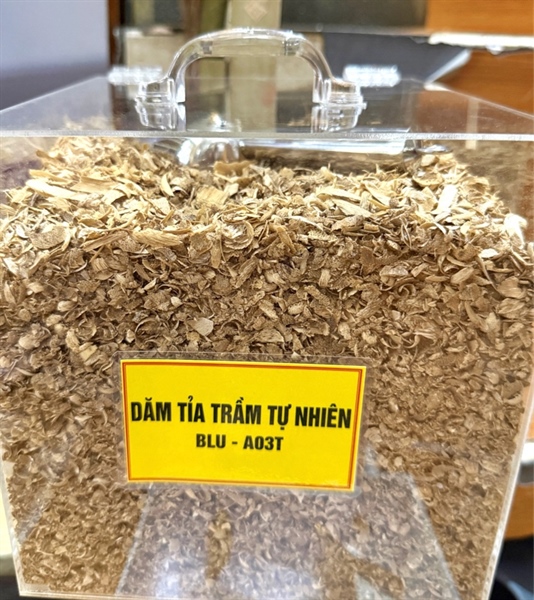 DĂM TỈA TRẦM TỰ NHIÊN
BLU - A03T